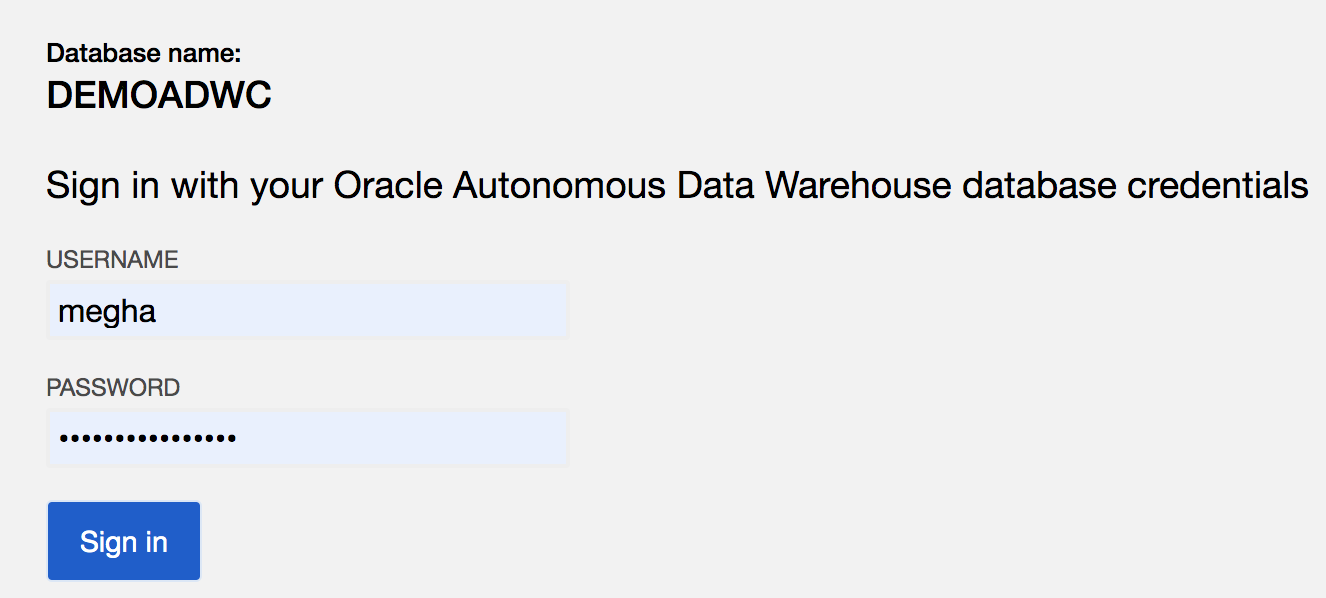 Database name:
DEMOADWC
Sign in with your Oracle Autonomous Data Warehouse database credentials
USERNAME
megha
PASSWORD
••••••••••••••••
Sign in